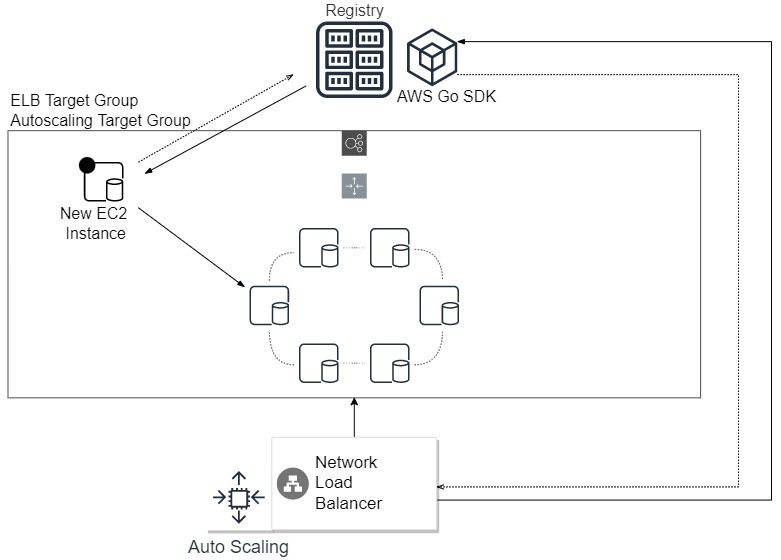 Registry
AWS Go SDK
ELB Target Group
Autoscaling Target Group
New EC2
Instance
Network
Load
Balancer
Auto Scaling